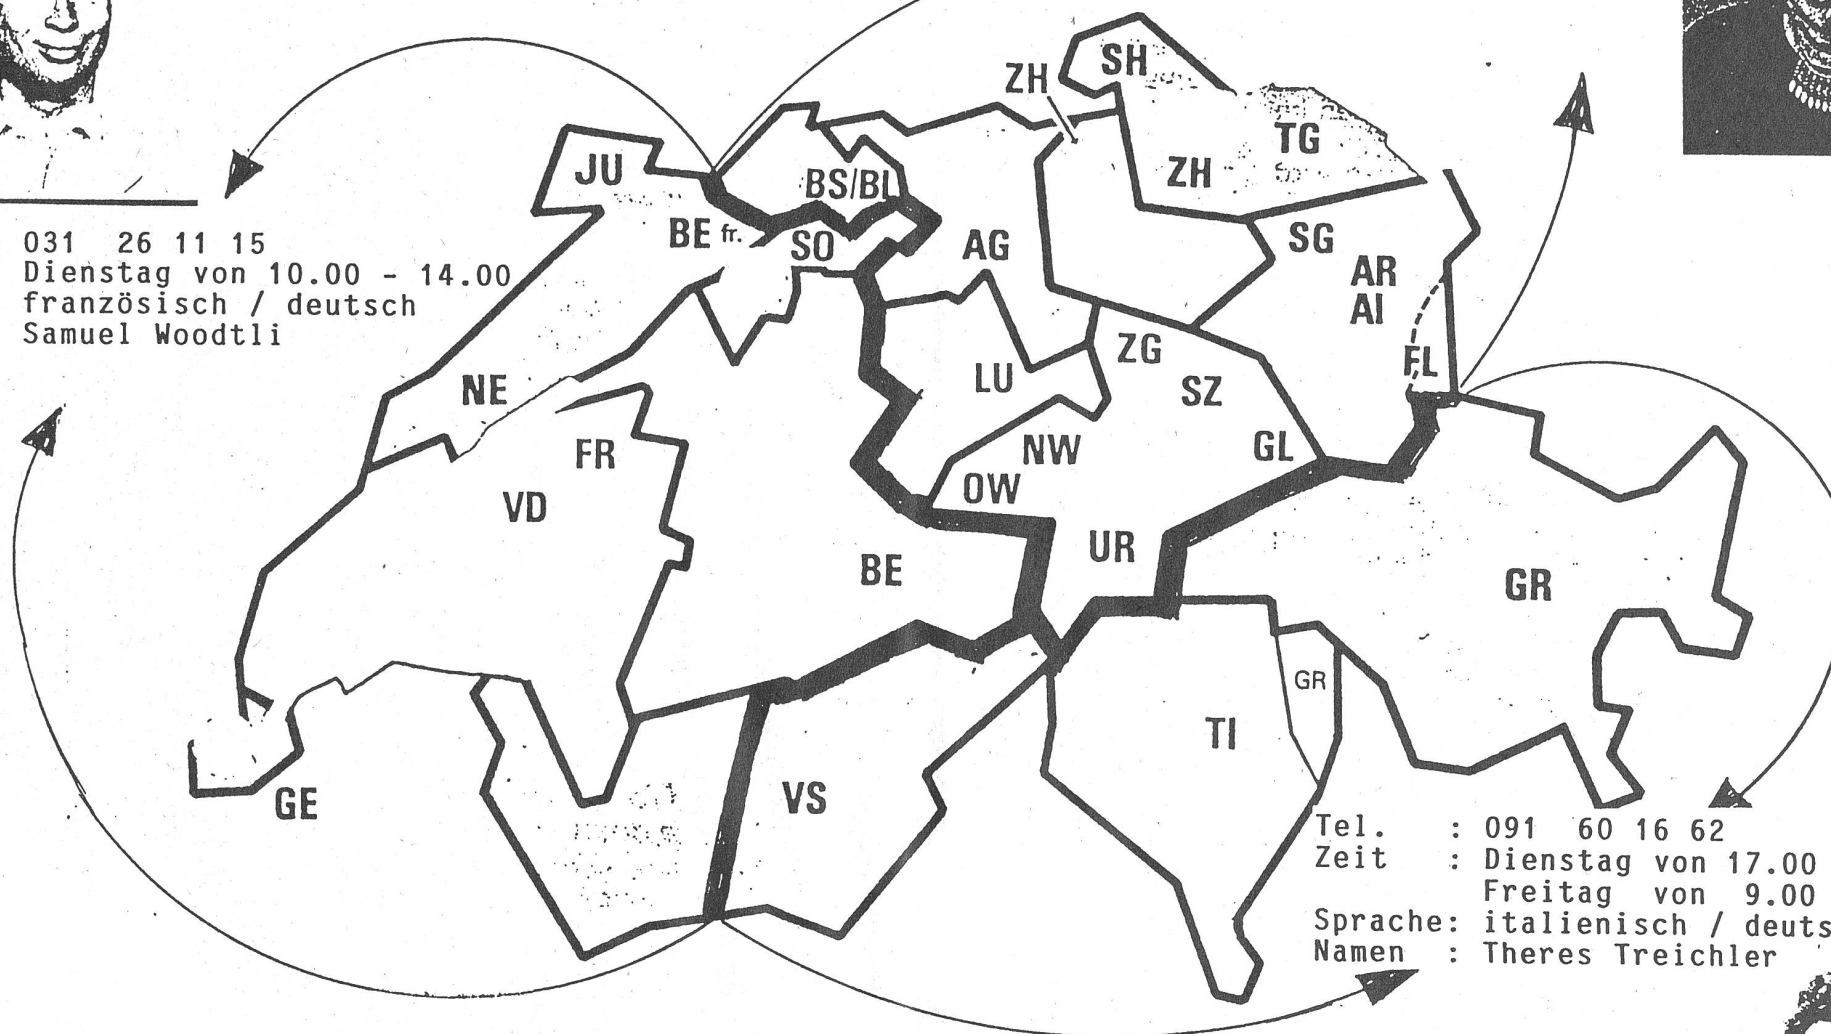 SH
ZH
TG
JU
ZH
BS/BL
BE fr.
SO
AG
SG
AR
AI
031 26 11 15
Dienstag von 10.00 - 14.00
französisch / deutsch
Samuel Woodtli
ZG
FL
LU
SZ
NE
FR
NW
GL
OW
VD
UR
BE
GR
GR
TI
VS
GE
Tel. : 091 60 16 62
Zeit : Dienstag von 17.00
Freitag von 9.00
Sprache: italienisch / deuts
Namen : Theres Treichler